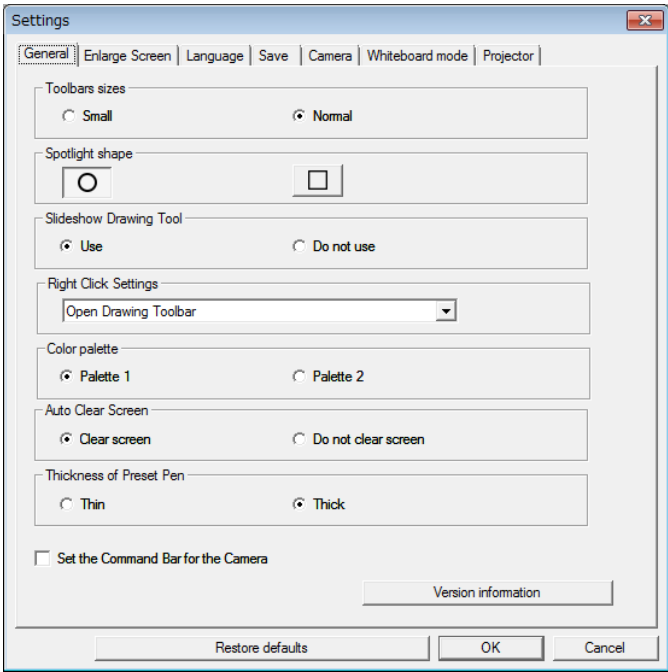 Settings
General Enlarge Screen Language Save Camera Whiteboard mode Projector
Toolbars sizes
Small Normal
Spotlight shape
Slideshow Drawing Tool
Use Do not use
Right Click Settings
Open Drawing Toolbar
Color palette
Palette 1 Palette 2
Auto Clear Screen
Clear screen Do not clear screen
Thickness of Preset Pen
Thin Thick
Set the Command Bar for the Camera
Version information
Restore defaults OK Cancel